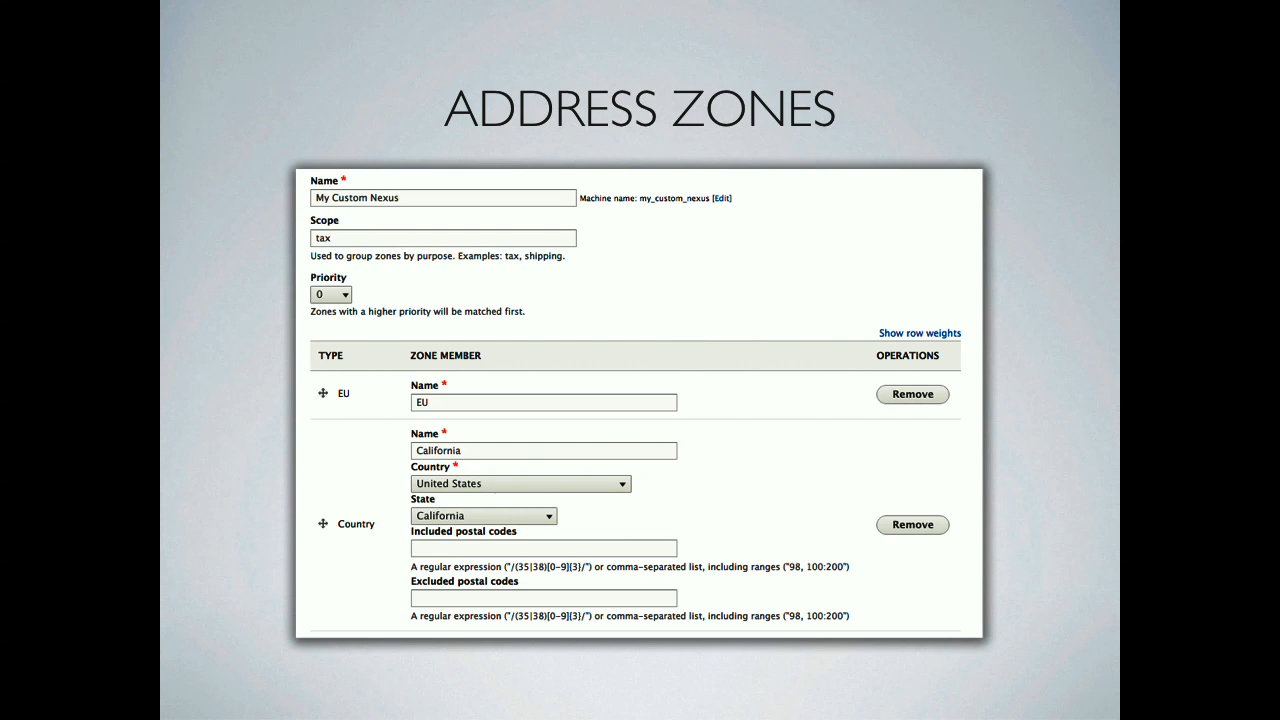 ADDRESS ZONES
Name *
My Custom Nexus
Machine name: my_custom_nexus [Edit]
Scope
tax
Used to group zones by purpose. Examples: tax, shipping.
Priority
0
Zones with a higher priority will be matched first.
Show row weights
TYPE ZONE MEMBER OPERATIONS
EU
Name *
EU
Remove
Name *
California
Country *
United States
State
California
Country
Remove
Included postal codes
A regular expression ("/(35|38)[0-9]{3}/") or comma-separated list, including ranges ("98, 100:200")
Excluded postal codes
A regular expression ("/(35|38)[0-9]{3}/") or comma-separated list, including ranges ("98, 100:200")